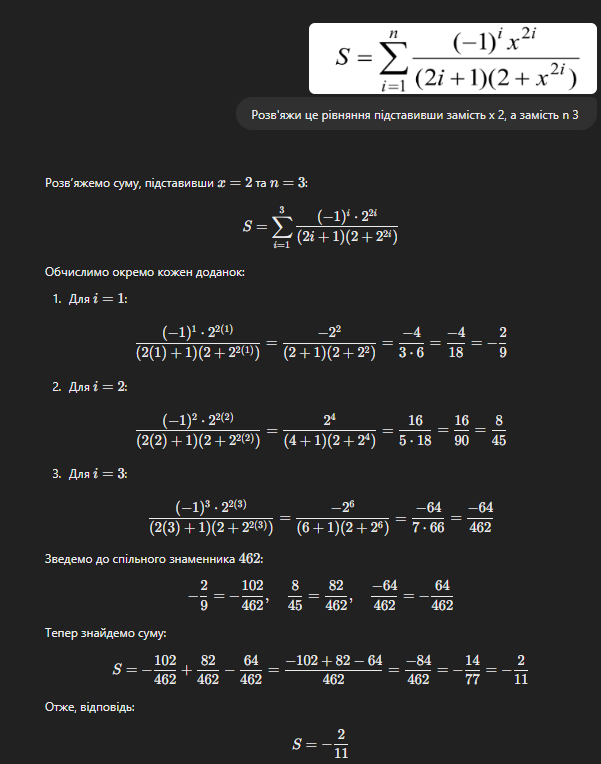 S = \sum_{i=1}^{n} \frac{(-1)^i x^{2i}}{(2i+1)(2+x^{2i})}
Розв'яжи це рівняння підставивши замість х 2, а замість n 3
Розв’яжемо суму, підставивши x = 2 та n = 3:
S = \sum_{i=1}^{3} \frac{(-1)^i \cdot 2^{2i}}{(2i+1)(2+2^{2i})}
Обчислимо окремо кожен доданок:
1. Для i = 1:
\frac{(-1)^1 \cdot 2^{2(1)}}{(2(1)+1)(2+2^{2(1)})} = \frac{-2^2}{(2+1)(2+2^2)} = \frac{-4}{3 \cdot 6} = \frac{-4}{18} = -\frac{2}{9}
2. Для i = 2:
\frac{(-1)^2 \cdot 2^{2(2)}}{(2(2)+1)(2+2^{2(2)})} = \frac{2^4}{(4+1)(2+2^4)} = \frac{16}{5 \cdot 18} = \frac{16}{90} = \frac{8}{45}
3. Для i = 3:
\frac{(-1)^3 \cdot 2^{2(3)}}{(2(3)+1)(2+2^{2(3)})} = \frac{-2^6}{(6+1)(2+2^6)} = \frac{-64}{7 \cdot 66} = \frac{-64}{462}
Зведемо до спільного знаменника 462:
-\frac{2}{9} = -\frac{102}{462}, \frac{8}{45} = \frac{82}{462}, \frac{-64}{462} = -\frac{64}{462}
Тепер знайдемо суму:
S = -\frac{102}{462} + \frac{82}{462} - \frac{64}{462} = \frac{-102+82-64}{462} = \frac{-84}{462} = -\frac{14}{77} = -\frac{2}{11}
Отже, відповідь:
S = -\frac{2}{11}